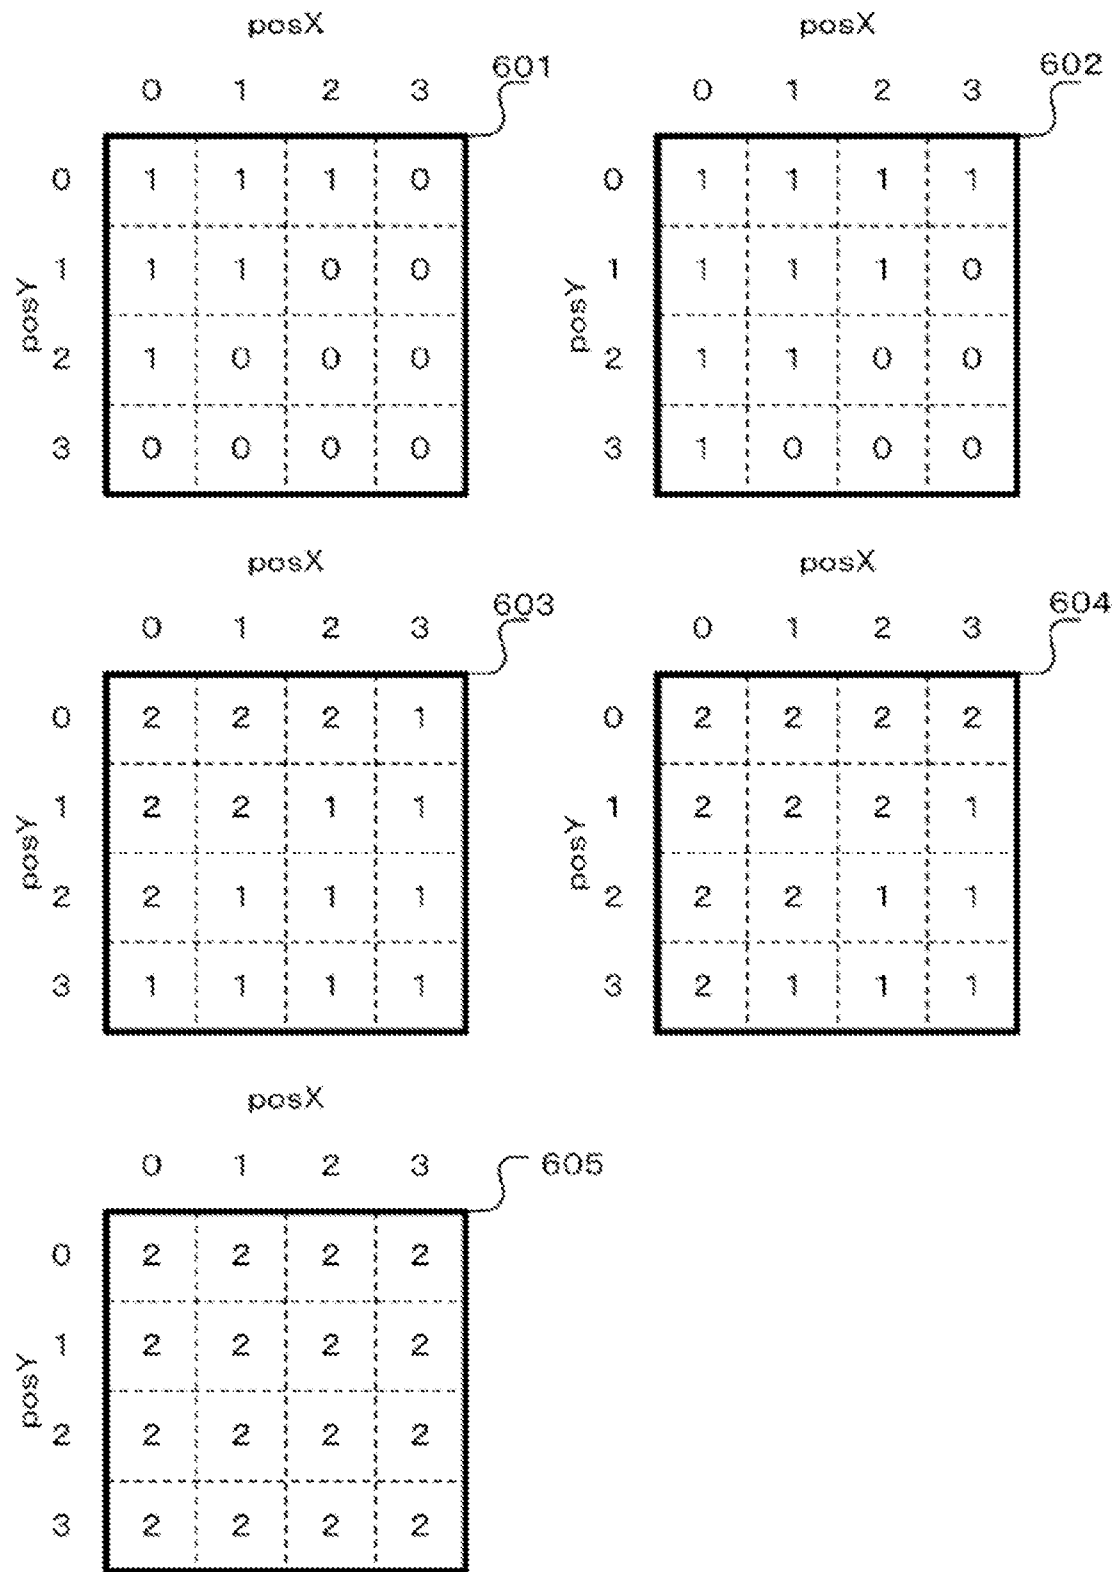 posX posX
0 1 2 3 601 0 1 2 3 602
0 1 1 1 0 0 1 1 1 1
1 1 1 0 0 1 1 1 1 0
posY posY
2 1 0 0 0 2 1 1 0 0
3 0 0 0 0 3 1 0 0 0
posX posX
0 1 2 3 603 0 1 2 3 604
0 2 2 2 1 0 2 2 2 2
1 2 2 1 1 1 2 2 2 1
posY posY
2 2 1 1 1 2 2 2 1 1
3 1 1 1 1 3 2 1 1 1
posX
0 1 2 3 605
0 2 2 2 2
1 2 2 2 2
posY
2 2 2 2 2
3 2 2 2 2